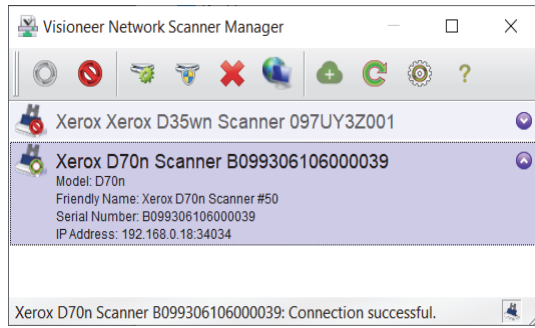 Visioneer Network Scanner Manager
?
Xerox Xerox D35wn Scanner 097UY3Z001
Xerox D70n Scanner B099306106000039
Model: D70n
Friendly Name: Xerox D70n Scanner #50
Serial Number: B099306106000039
IP Address: 192.168.0.18:34034
Xerox D70n Scanner B099306106000039: Connection successful.